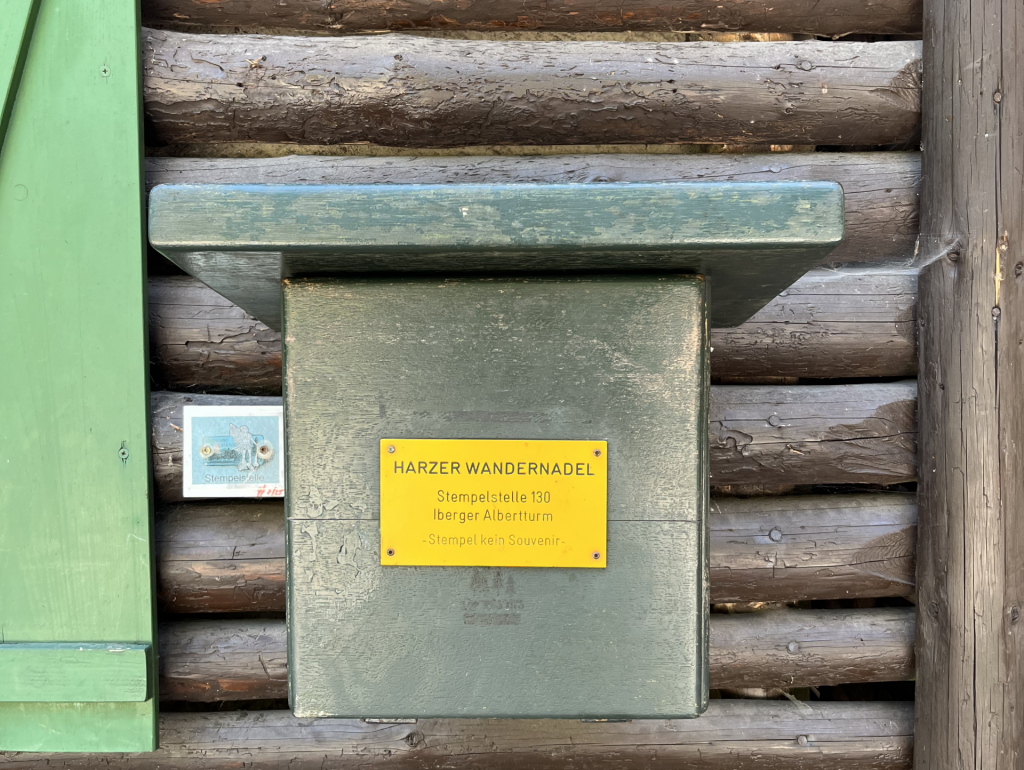 HARZER WANDERNADEL
Stempelstelle 130
Iberger Albertturm
-Stempel kein Souvenir-
Stempelstelle